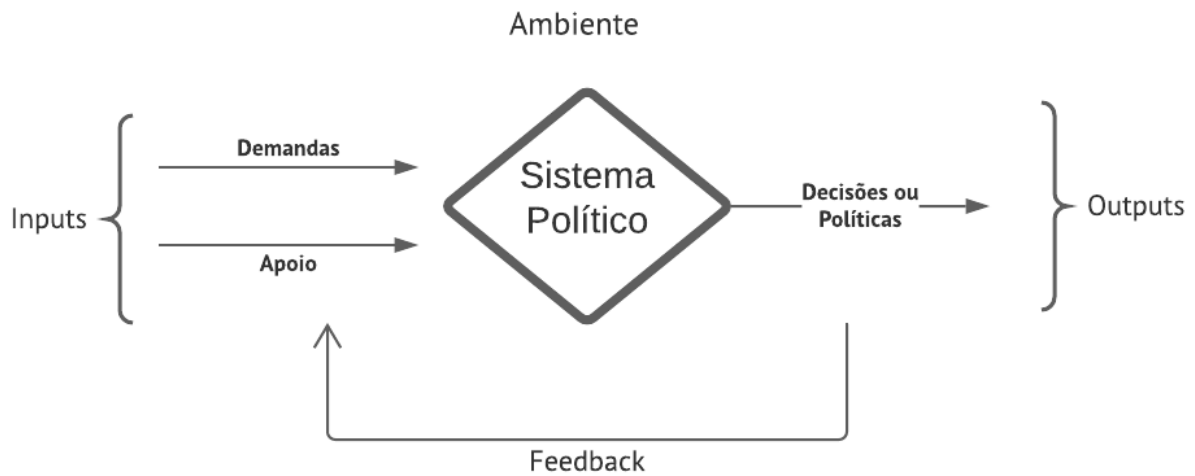 Ambiente
Demandas
Inputs
Apoio
Sistema
Político
Decisões ou
Políticas
Outputs
Feedback